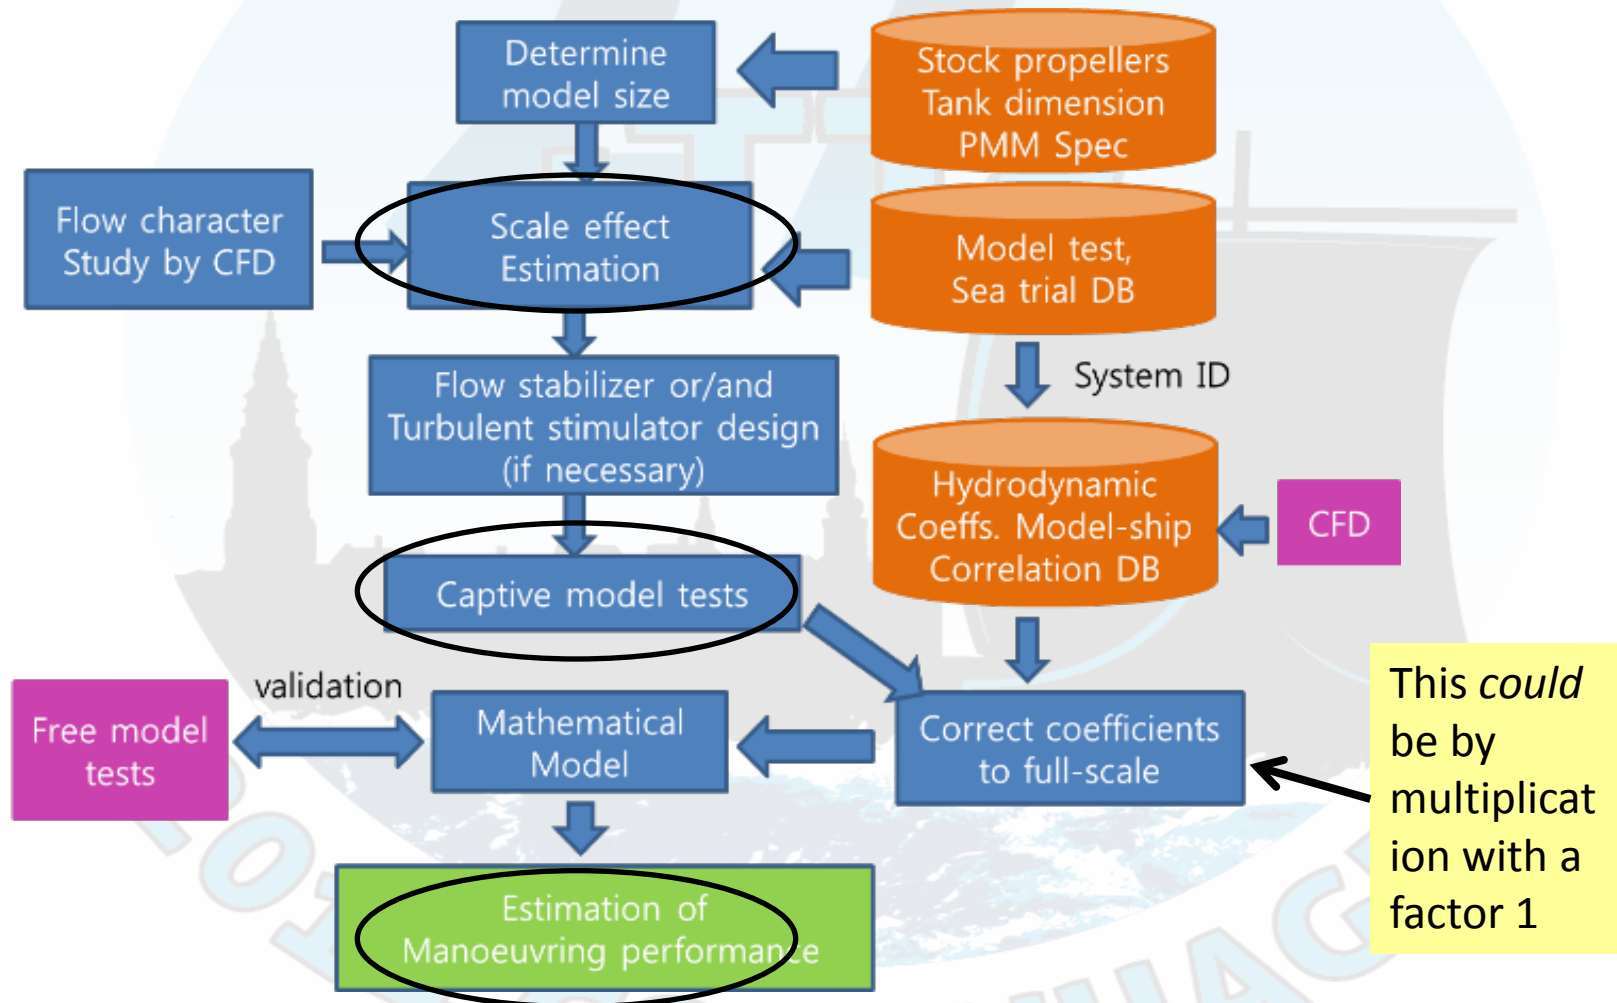 Determine
model size
Stock propellers
Tank dimension
PMM Spec
Flow character
Study by CFD
Scale effect
Estimation
Model test,
Sea trial DB
System ID
Flow stabilizer or/and
Turbulent stimulator design
(if necessary)
Hydrodynamic
Coeffs. Model-ship
Correlation DB
CFD
Captive model tests
validation
Free model
tests
Mathematical
Model
Correct coefficients
to full-scale
This could
be by
multiplicat
ion with a
factor 1
Estimation of
Manoeuvring performance